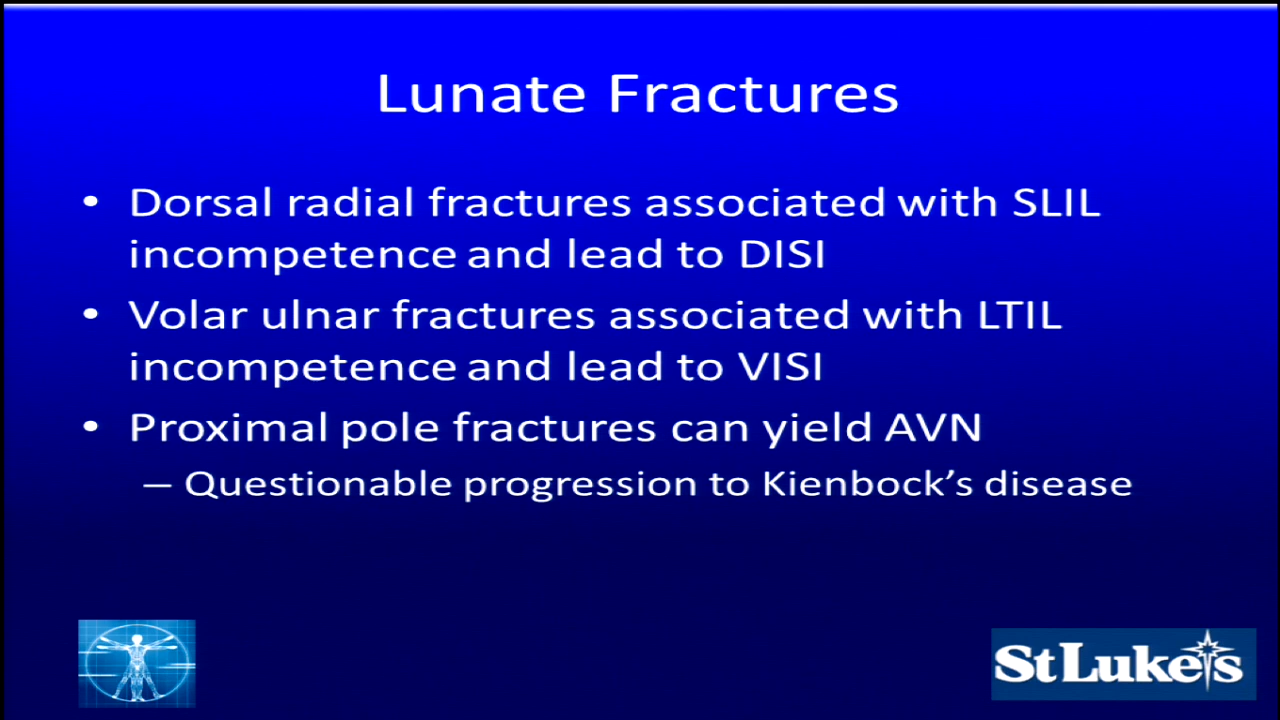 Lunate Fractures
• Dorsal radial fractures associated with SLIL
incompetence and lead to DISI
• Volar ulnar fractures associated with LTIL
incompetence and lead to VISI
• Proximal pole fractures can yield AVN
– Questionable progression to Kienbock’s disease
StLuke's